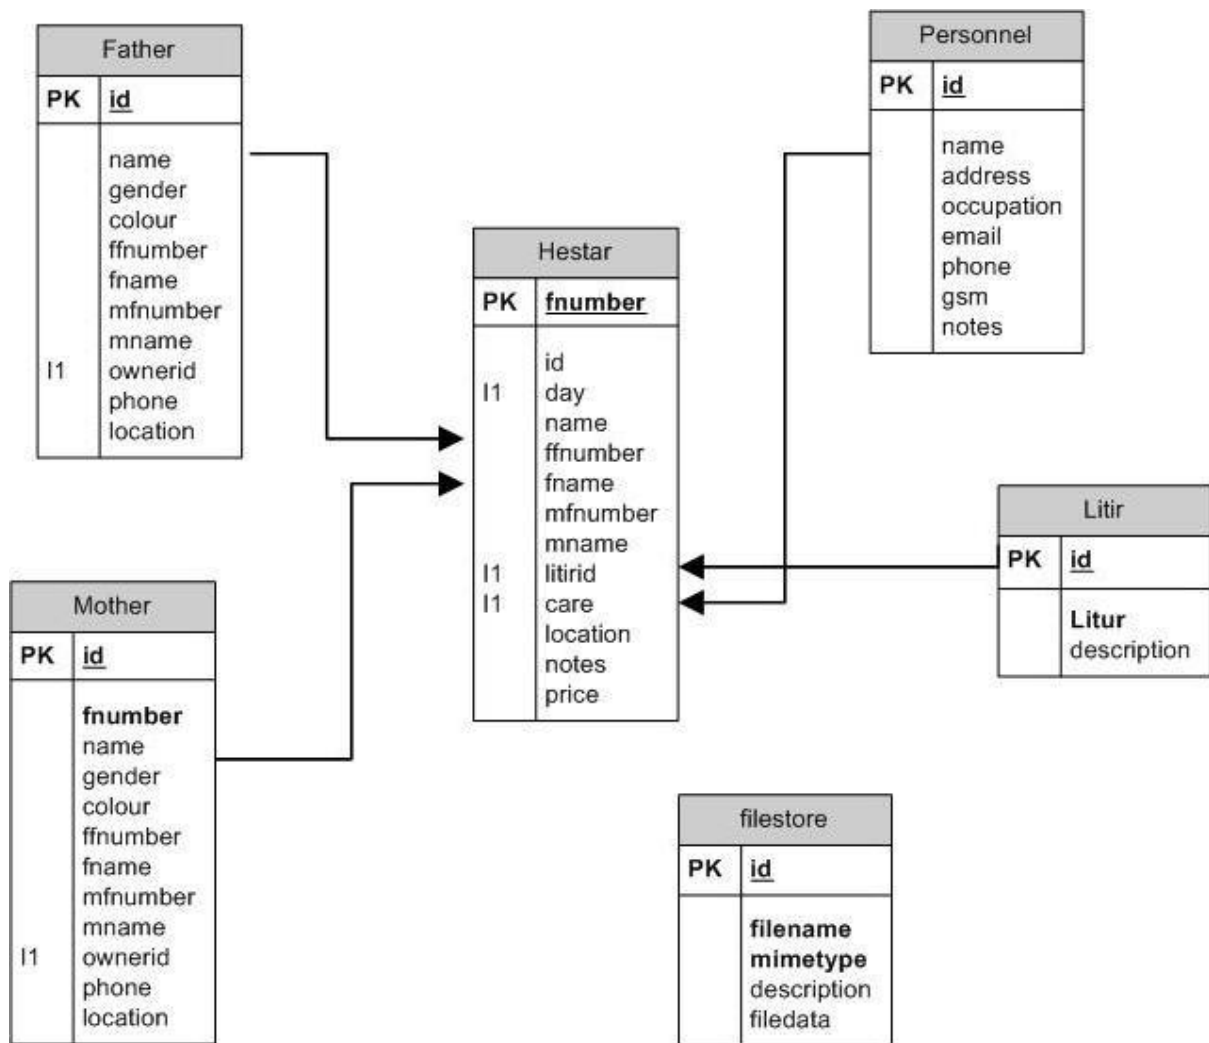 Father
PK id
name
gender
colour
ffnumber
fname
mfnumber
mname
I1 ownerid
phone
location
Personnel
PK id
name
address
occupation
email
phone
gsm
notes
Hestar
PK fnumber
id
I1 day
name
ffnumber
fname
mfnumber
mname
I1 litirid
I1 care
location
notes
price
Litir
PK id
Litur
description
Mother
PK id
fnumber
name
gender
colour
ffnumber
fname
mfnumber
mname
I1 ownerid
phone
location
filestore
PK id
filename
mimetype
description
filedata